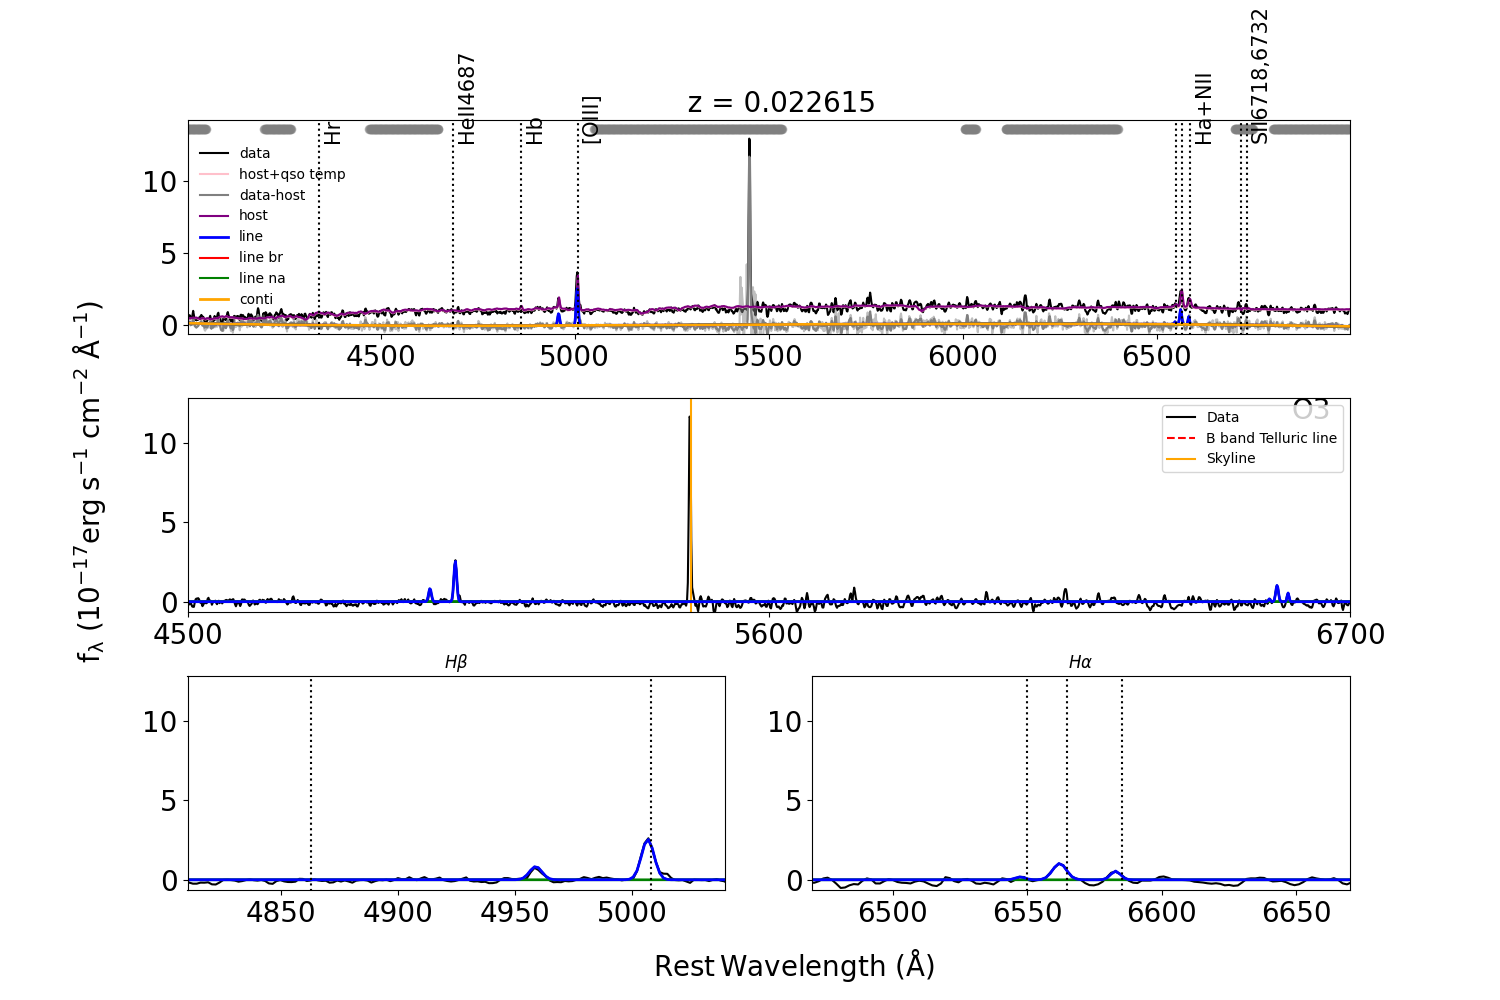 z = 0.022615
Hr
HeII4687
Hb
[OIII]
Ha+NII
SII6718,6732
data
host+qso temp
data-host
host
line
line br
line na
conti
10
5
0
4500 5000 5500 6000 6500
O3
Data
B band Telluric line
Skyline
10
5
0
4500 5600 6700
fλ (10⁻¹⁷erg s⁻¹ cm⁻² Å⁻¹)
Hβ
10
5
0
4850 4900 4950 5000
Hα
10
5
0
6500 6550 6600 6650
Rest Wavelength (Å)